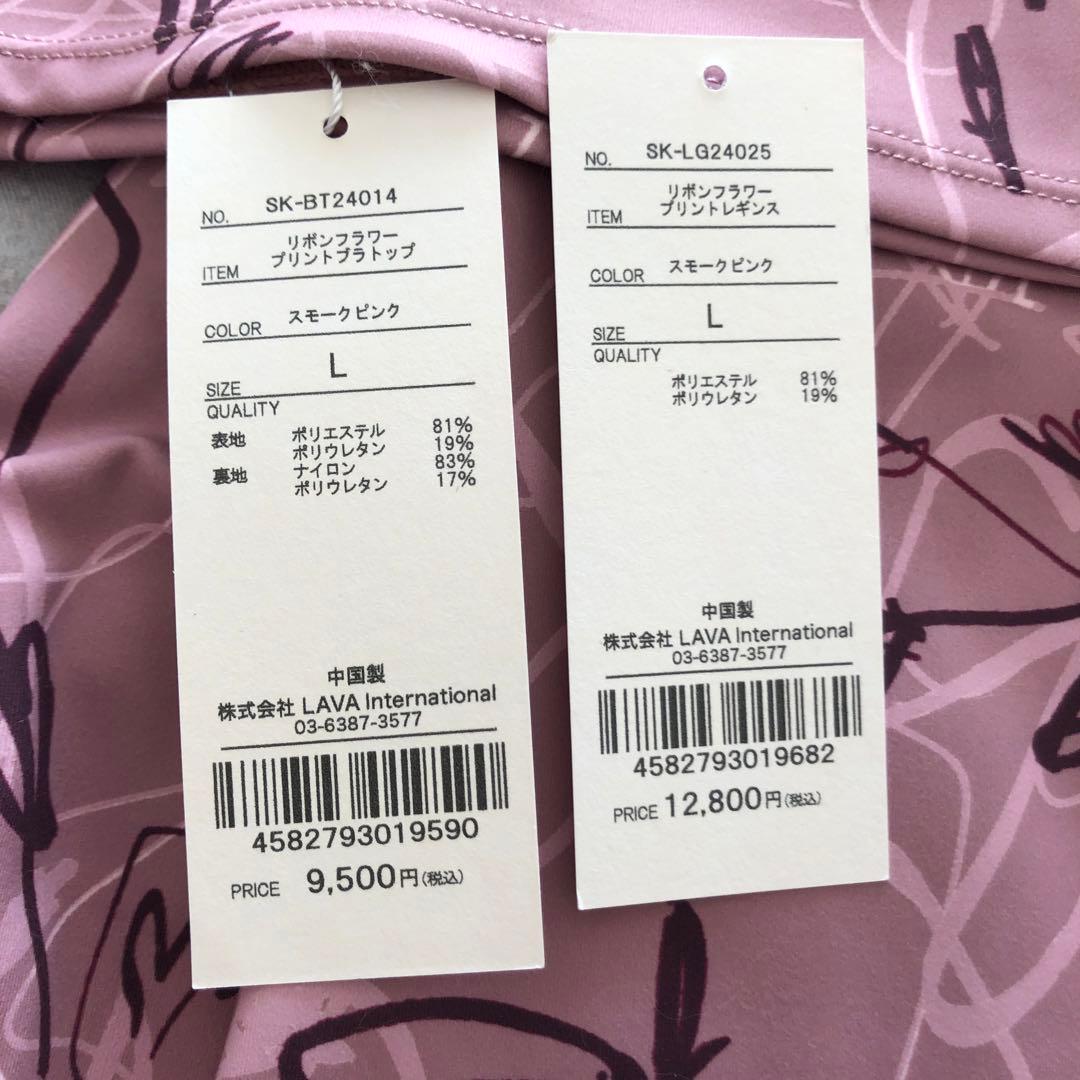 NO. SK-BT24014
ITEM リボンフラワー
プリントブラトップ
COLOR スモークピンク
SIZE L
QUALITY
表地 ポリエステル 81%
ポリウレタン 19%
裏地 ナイロン 83%
ポリウレタン 17%
中国製
株式会社 LAVA International
03-6387-3577
4582793019590
PRICE 9,500円(税込)
NO. SK-LG24025
ITEM リボンフラワー
プリントレギンス
COLOR スモークピンク
SIZE L
QUALITY
ポリエステル 81%
ポリウレタン 19%
中国製
株式会社 LAVA International
03-6387-3577
4582793019682
PRICE 12,800円(税込)